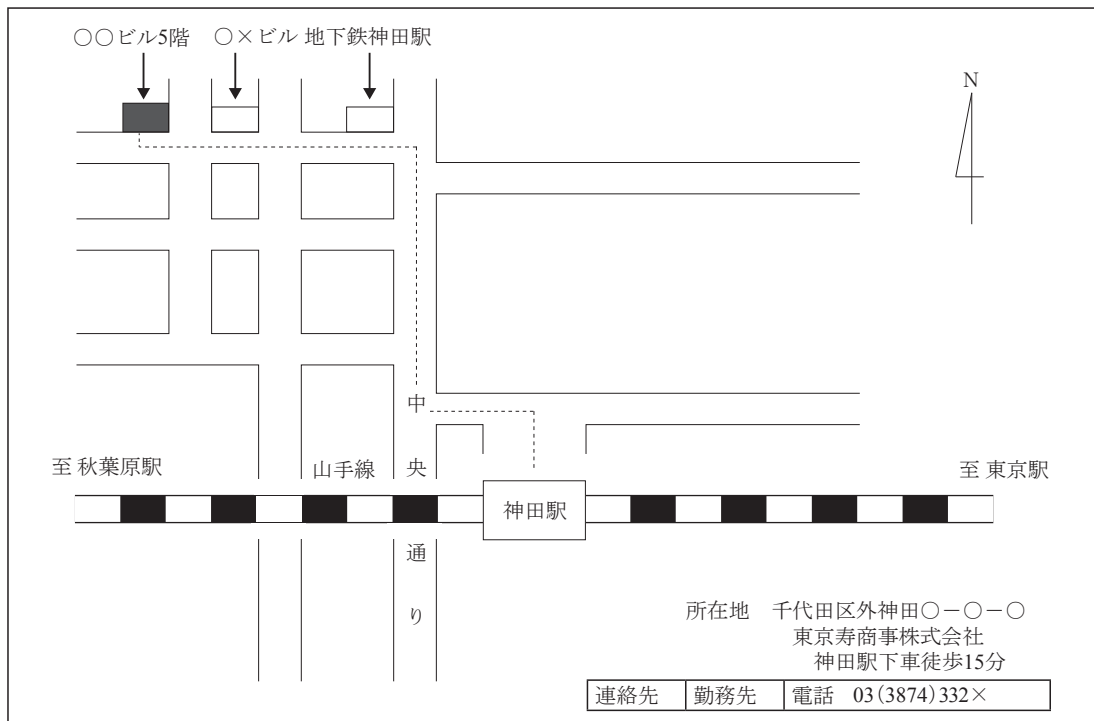 ○○ビル5階 ○×ビル 地下鉄神田駅
N
中
央
通
り
至 秋葉原駅
山手線
至 東京駅
神田駅
所在地 千代田区外神田○－○－○
東京寿商事株式会社
神田駅下車徒歩15分
連絡先 勤務先 電話 03(3874)332×